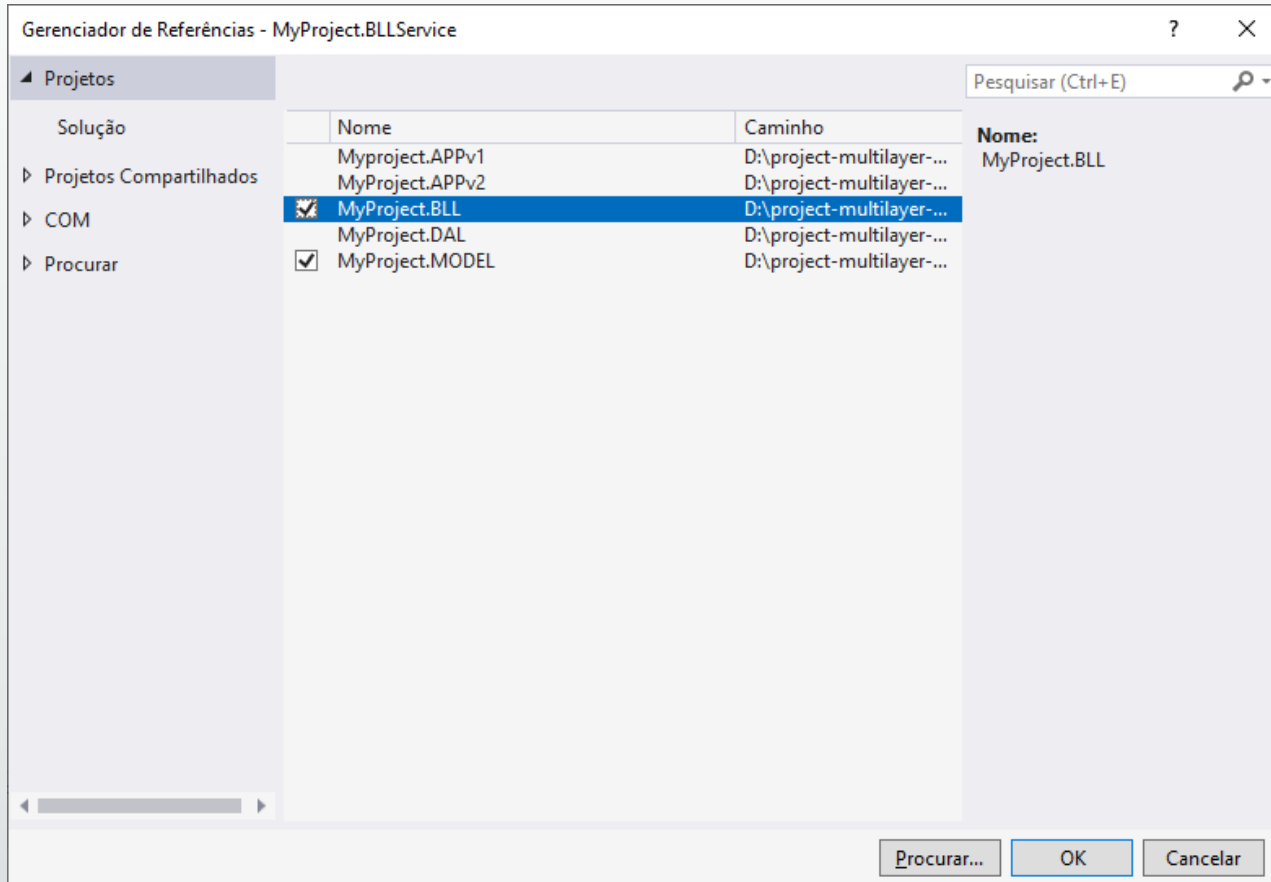 Gerenciador de Referências - MyProject.BLLService
?
Projetos
Solução
Projetos Compartilhados
COM
Procurar
Pesquisar (Ctrl+E)
Nome Caminho
Myproject.APPv1 D:\project-multilayer-...
MyProject.APPv2 D:\project-multilayer-...
MyProject.BLL D:\project-multilayer-...
MyProject.DAL D:\project-multilayer-...
MyProject.MODEL D:\project-multilayer-...
Nome:
MyProject.BLL
Procurar... OK Cancelar